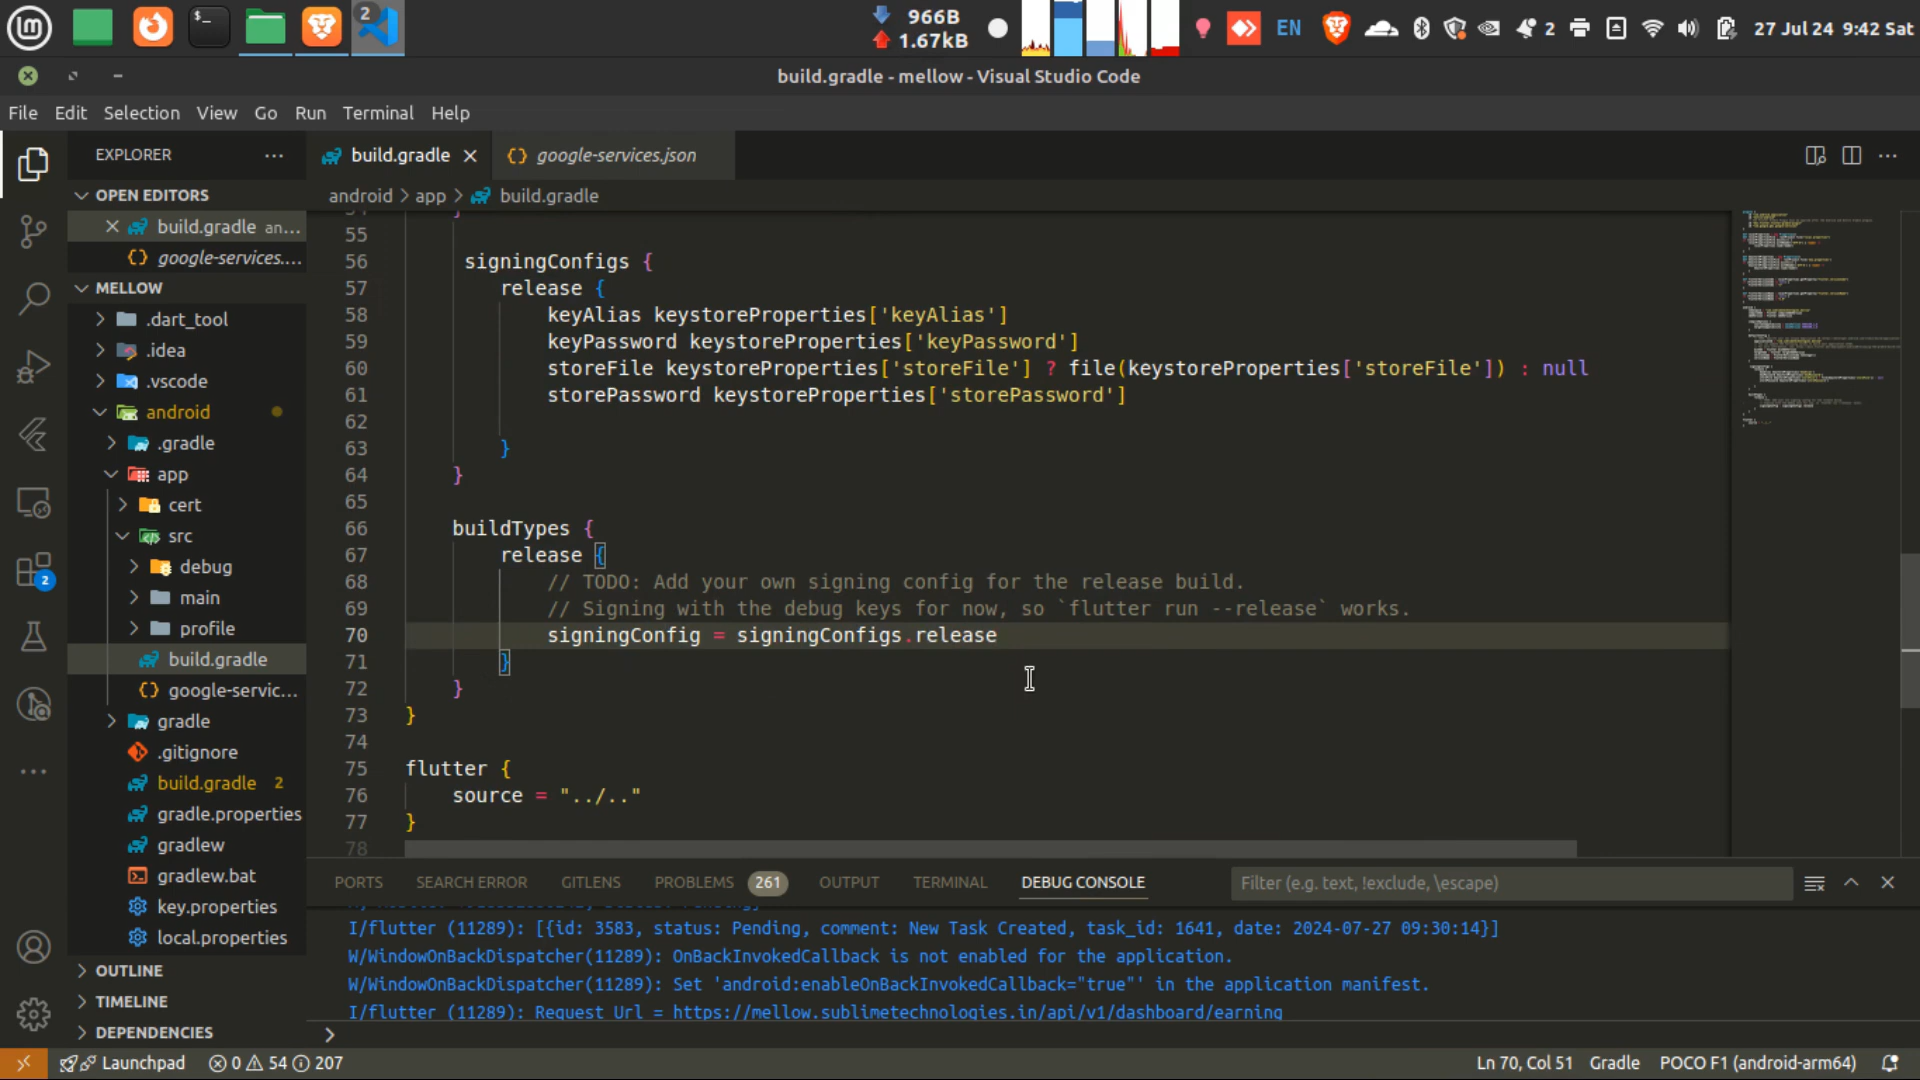 2
966B
1.67kB
EN
2
27 Jul 24 9:42 Sat
build.gradle - mellow - Visual Studio Code
File Edit Selection View Go Run Terminal Help
EXPLORER
OPEN EDITORS
build.gradle an...
google-services....
MELLOW
.dart_tool
.idea
.vscode
android
.gradle
app
cert
src
debug
main
profile
build.gradle
google-servic...
gradle
.gitignore
build.gradle 2
gradle.properties
gradlew
gradlew.bat
key.properties
local.properties
OUTLINE
TIMELINE
DEPENDENCIES
2
build.gradle
google-services.json
android > app > build.gradle
54 }
55
56 signingConfigs {
57 release {
58 keyAlias keystoreProperties['keyAlias']
59 keyPassword keystoreProperties['keyPassword']
60 storeFile keystoreProperties['storeFile'] ? file(keystoreProperties['storeFile']) : null
61 storePassword keystoreProperties['storePassword']
62
63 }
64 }
65
66 buildTypes {
67 release {
68 // TODO: Add your own signing config for the release build.
69 // Signing with the debug keys for now, so `flutter run --release` works.
70 signingConfig = signingConfigs.release
71 }
72 }
73 }
74
75 flutter {
76 source = "../.."
77 }
78
PORTS SEARCH ERROR GITLENS PROBLEMS 261 OUTPUT TERMINAL DEBUG CONSOLE Filter (e.g. text, !exclude, \escape)
I/flutter (11289): [{id: 3583, status: Pending, comment: New Task Created, task_id: 1641, date: 2024-07-27 09:30:14}]
W/WindowOnBackDispatcher(11289): OnBackInvokedCallback is not enabled for the application.
W/WindowOnBackDispatcher(11289): Set 'android:enableOnBackInvokedCallback="true"' in the application manifest.
I/flutter (11289): Request Url = https://mellow.sublimetechnologies.in/api/v1/dashboard/earning
Launchpad 0 54 207
Ln 70, Col 51 Gradle POCO F1 (android-arm64)